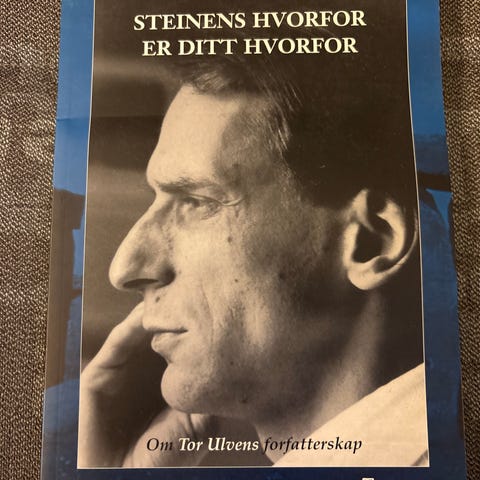 STEINENS HVORFOR
ER DITT HVORFOR
Om Tor Ulvens forfatterskap